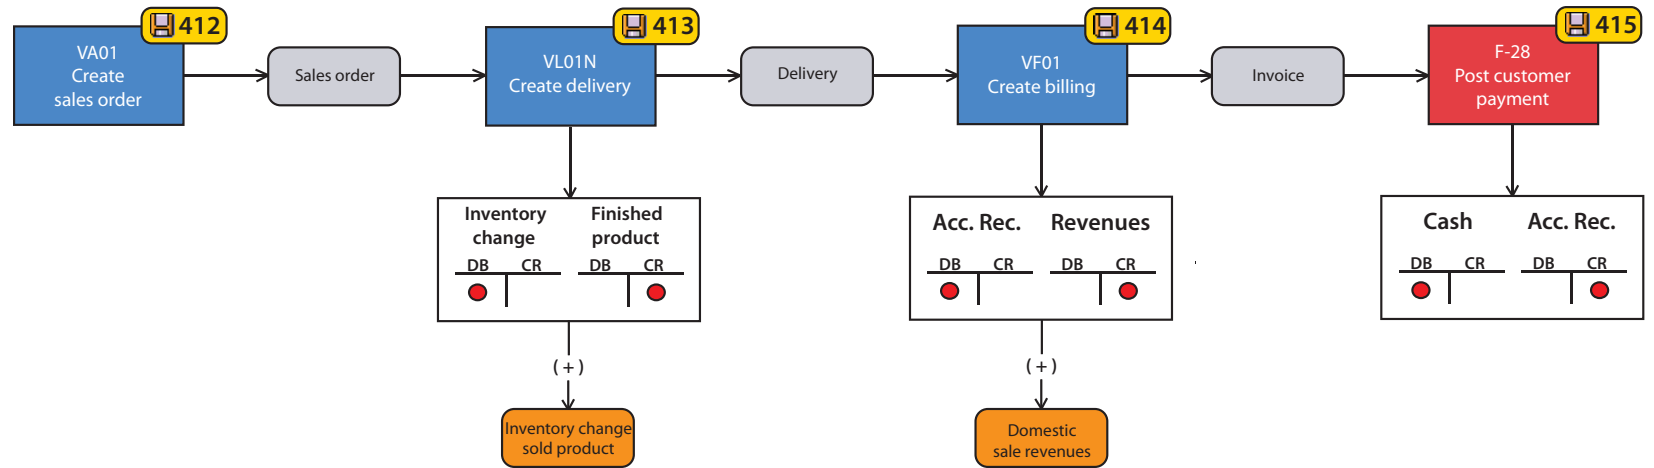 412
VA01
Create
sales order
Sales order
413
VL01N
Create delivery
Delivery
414
VF01
Create billing
Invoice
415
F-28
Post customer
payment
Inventory
change
Finished
product
DB CR
DB CR
Acc. Rec.
Revenues
DB CR
DB CR
Cash
Acc. Rec.
DB CR
DB CR
( + )
( + )
Inventory change
sold product
Domestic
sale revenues